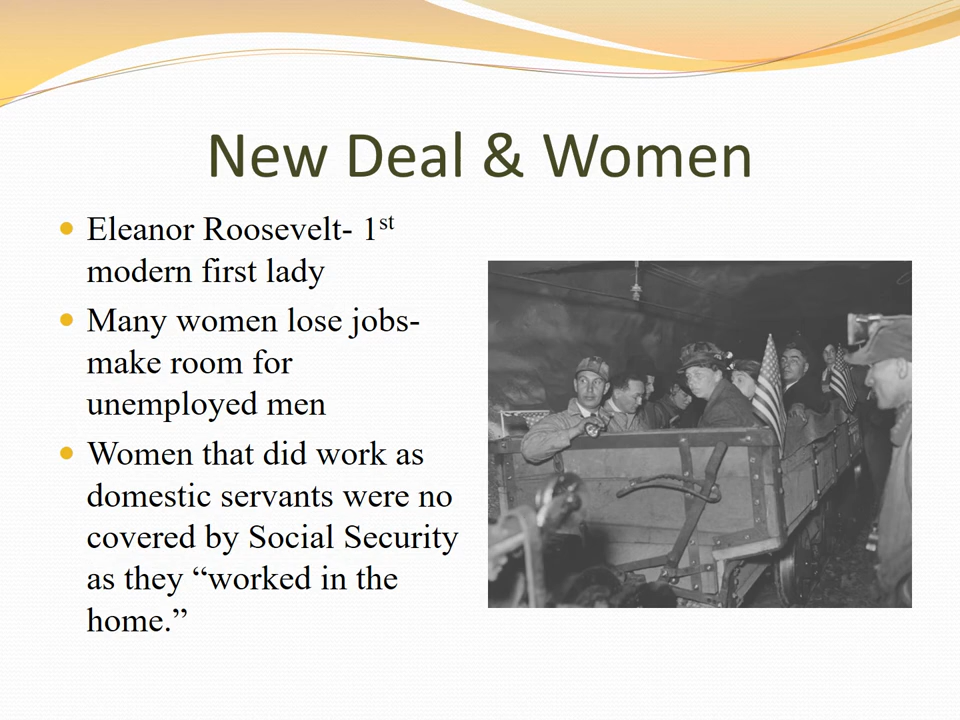 New Deal & Women
Eleanor Roosevelt- 1st
modern first lady
Many women lose jobs-
make room for
unemployed men
Women that did work as
domestic servants were no
covered by Social Security
as they “worked in the
home.”